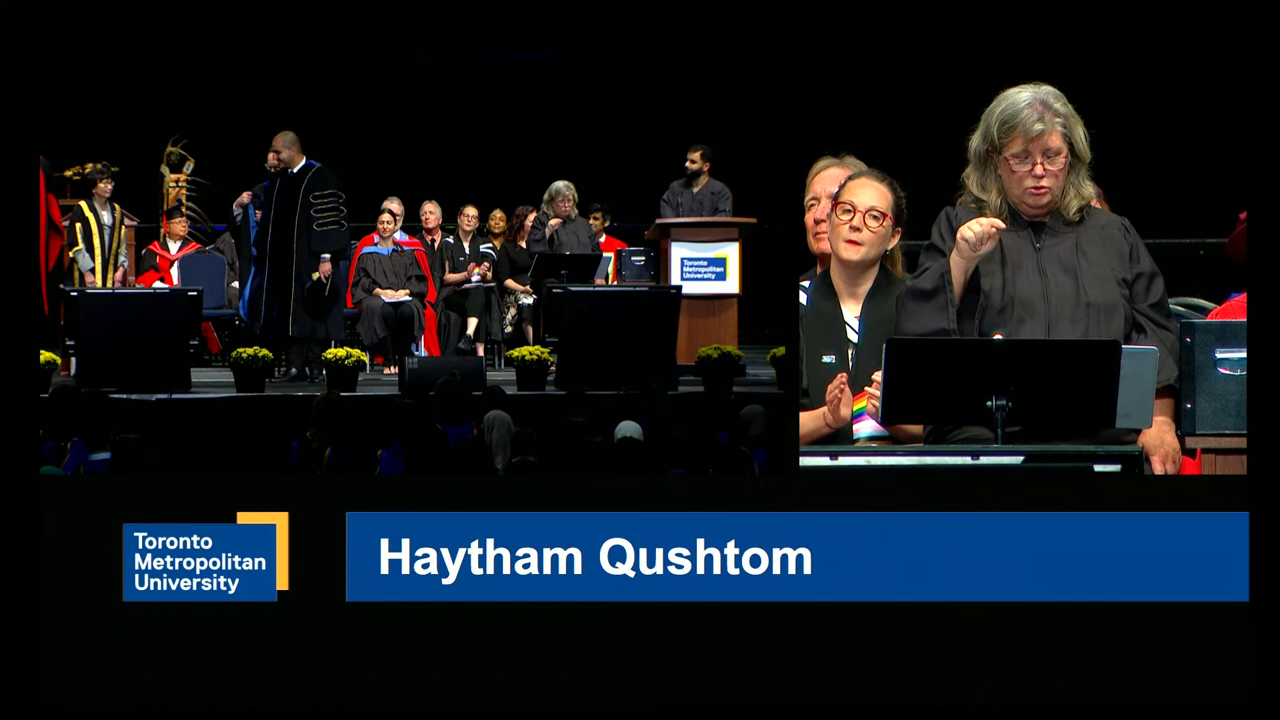 Toronto
Metropolitan
University
Toronto
Metropolitan
University
Haytham Qushtom